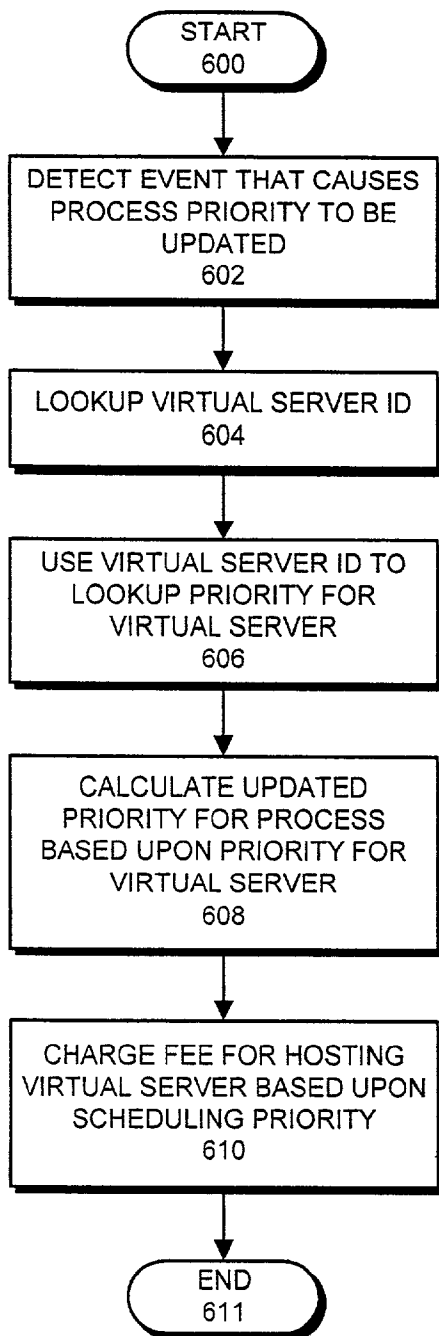 START
600
DETECT EVENT THAT CAUSES
PROCESS PRIORITY TO BE
UPDATED
602
LOOKUP VIRTUAL SERVER ID
604
USE VIRTUAL SERVER ID TO
LOOKUP PRIORITY FOR
VIRTUAL SERVER
606
CALCULATE UPDATED
PRIORITY FOR PROCESS
BASED UPON PRIORITY FOR
VIRTUAL SERVER
608
CHARGE FEE FOR HOSTING
VIRTUAL SERVER BASED UPON
SCHEDULING PRIORITY
610
END
611